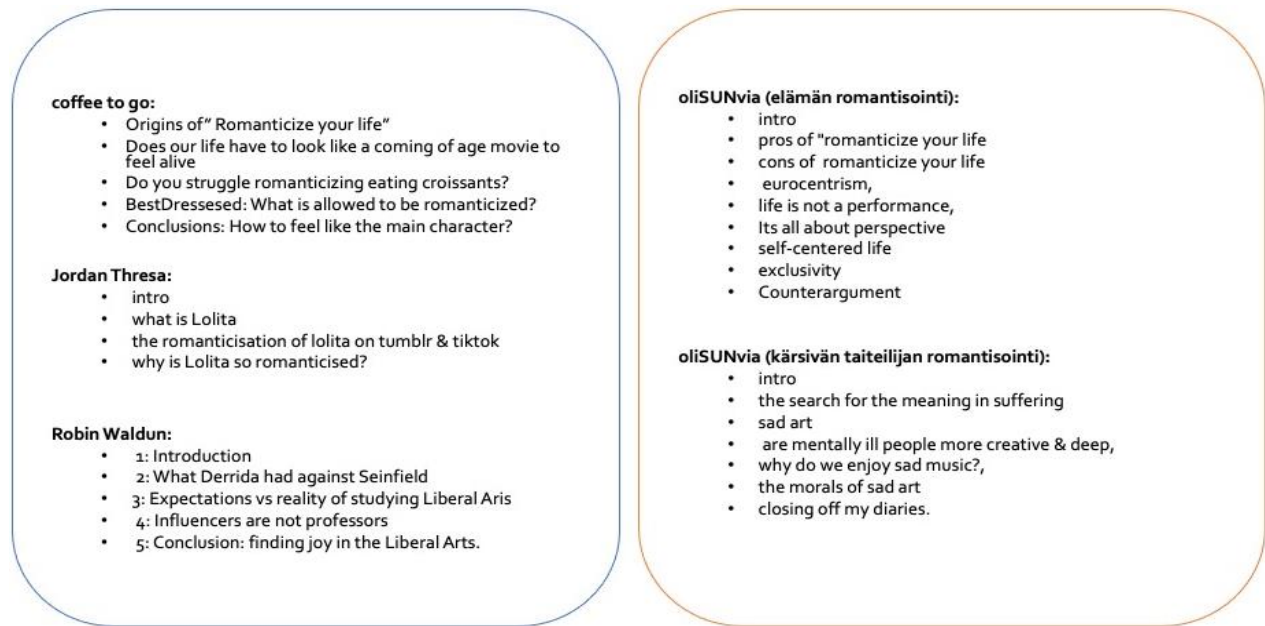 coffee to go:
• Origins of” Romanticize your life”
• Does our life have to look like a coming of age movie to
feel alive
• Do you struggle romanticizing eating croissants?
• BestDressesed: What is allowed to be romanticized?
• Conclusions: How to feel like the main character?
Jordan Thresa:
• intro
• what is Lolita
• the romanticisation of lolita on tumblr & tiktok
• why is Lolita so romanticised?
Robin Waldun:
• 1: Introduction
• 2: What Derrida had against Seinfield
• 3: Expectations vs reality of studying Liberal Aris
• 4: Influencers are not professors
• 5: Conclusion: finding joy in the Liberal Arts.
oliSUNvia (elämän romantisointi):
• intro
• pros of "romanticize your life
• cons of romanticize your life
• eurocentrism,
• life is not a performance,
• Its all about perspective
• self-centered life
• exclusivity
• Counterargument
oliSUNvia (kärsivän taiteilijan romantisointi):
• intro
• the search for the meaning in suffering
• sad art
• are mentally ill people more creative & deep,
• why do we enjoy sad music?,
• the morals of sad art
• closing off my diaries.